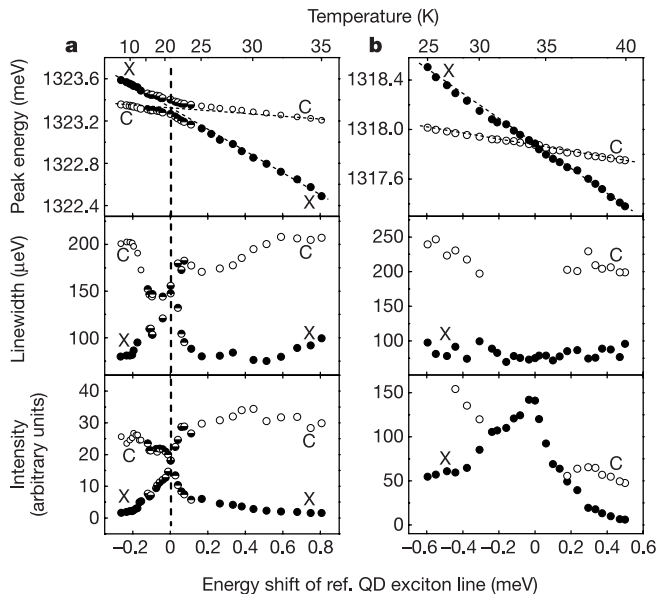 Temperature (K)
a 10 15 20 25 30 35
b 25 30 35 40
Peak energy (meV)
1323.6
1323.2
1322.8
1322.4
X
C
C
X
1318.4
1318.0
1317.6
X
C
Linewidth (μeV)
200
150
100
C
X
C
X
250
200
150
100
50
X
C
Intensity
(arbitrary units)
40
30
20
10
0
C
X
C
X
150
100
50
0
X
C
−0.2 0 0.2 0.4 0.6 0.8
−0.6 −0.4 −0.2 0 0.2 0.4 0.6
Energy shift of ref. QD exciton line (meV)